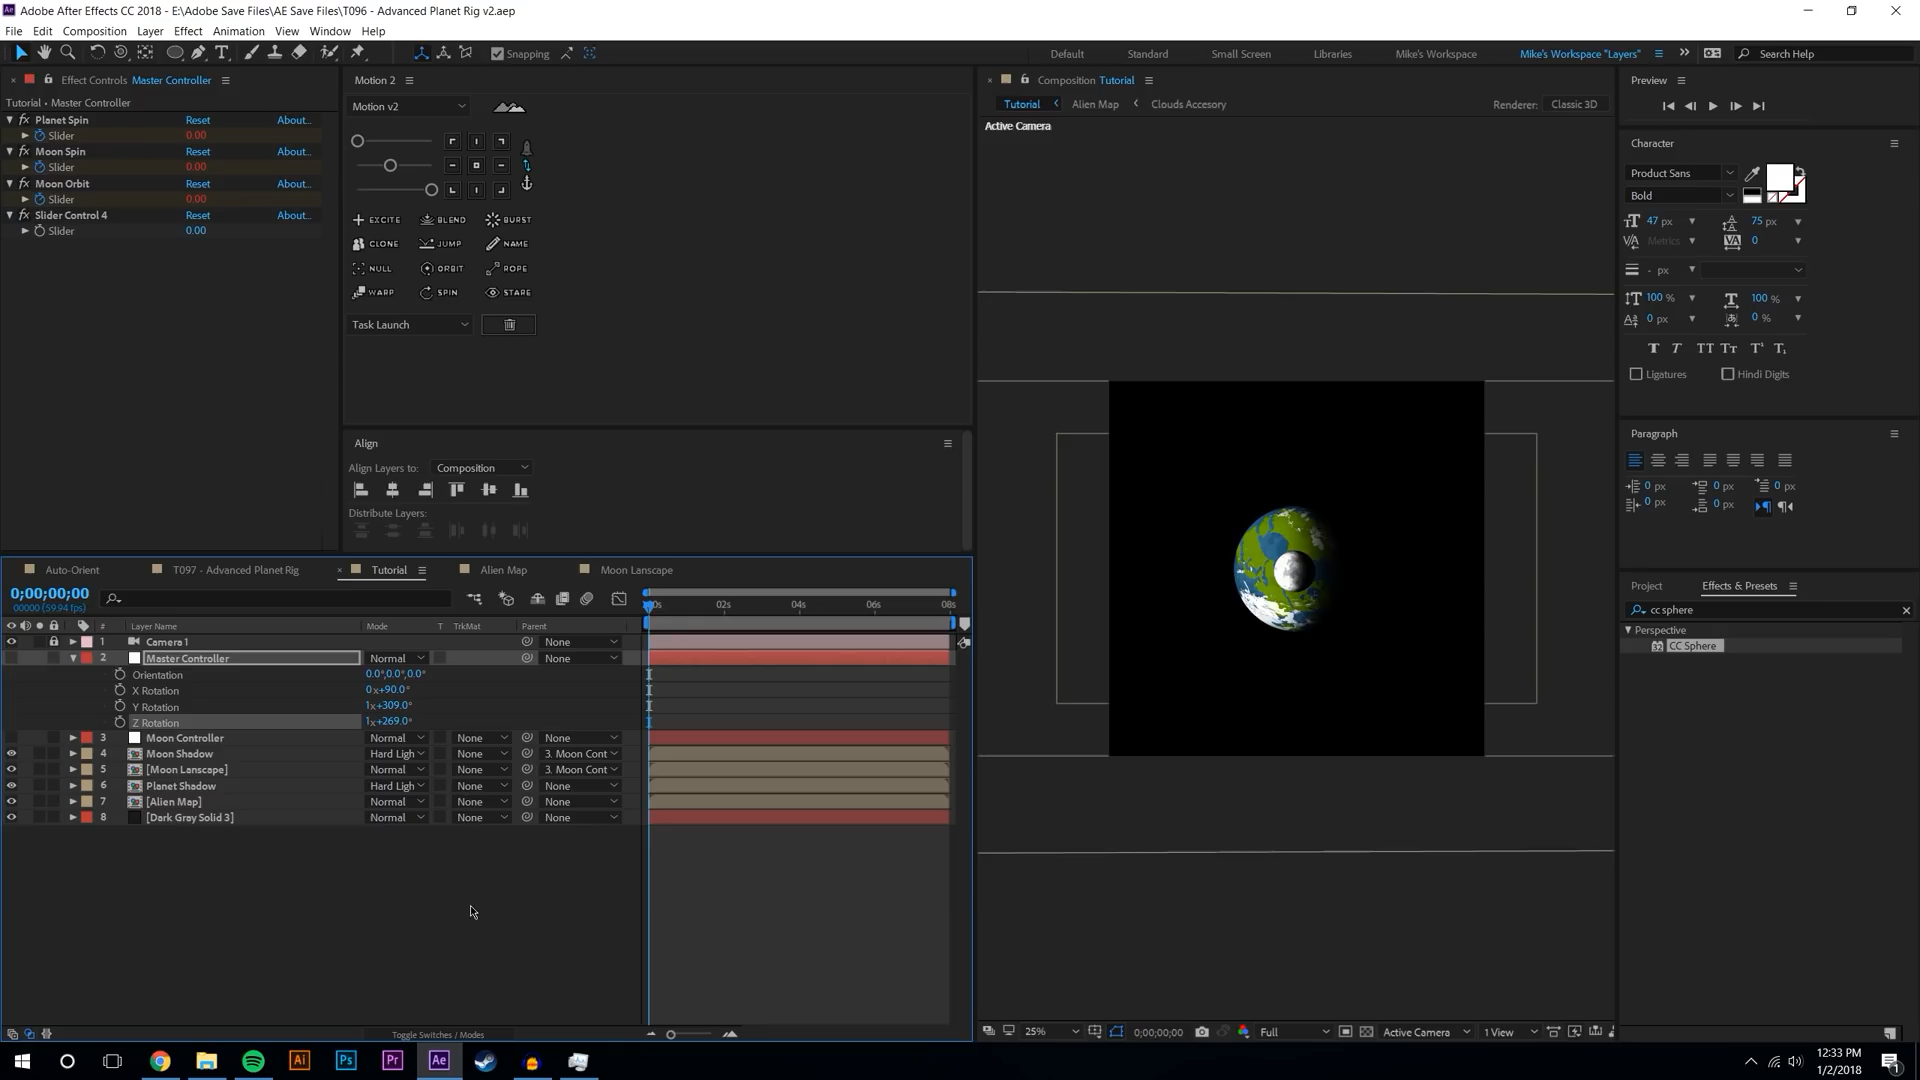 Adobe After Effects CC 2018 - E:\Adobe Save Files\AE Save Files\T096 - Advanced Planet Rig v2.aep
File Edit Composition Layer Effect Animation View Window Help
Snapping
Default Standard Small Screen Libraries Mike's Workspace Mike's Workspace "Layers" Search Help
Effect Controls Master Controller
Tutorial • Master Controller
Planet Spin Reset About...
Slider 0.00
Moon Spin Reset About...
Slider 0.00
Moon Orbit Reset About...
Slider 0.00
Slider Control 4 Reset About...
Slider 0.00
Motion 2
Motion v2
EXCITE BLEND BURST
CLONE JUMP NAME
NULL ORBIT ROPE
WARP SPIN STARE
Task Launch
Align
Align Layers to: Composition
Distribute Layers:
Composition Tutorial
Tutorial Alien Map Clouds Accesory Renderer: Classic 3D
Active Camera
Preview
Character
Product Sans
Bold
47 px 75 px
Metrics 0
- px
100 % 100 %
0 px 0 %
Ligatures Hindi Digits
Paragraph
0 px 0 px 0 px
0 px 0 px
Project Effects & Presets
cc sphere
Perspective
32 CC Sphere
Auto-Orient T097 - Advanced Planet Rig Tutorial Alien Map Moon Lanscape
0;00;00;00
00000 (59.94 fps)
02s 04s 06s 08s
# Layer Name Mode T TrkMat Parent
1 Camera 1 None
2 Master Controller Normal None
Orientation 0.0°,0.0°,0.0°
X Rotation 0x+90.0°
Y Rotation 1x+309.0°
Z Rotation 1x+269.0°
3 Moon Controller Normal None None
4 Moon Shadow Hard Ligh None 3. Moon Cont
5 [Moon Lanscape] Normal None 3. Moon Cont
6 Planet Shadow Hard Ligh None None
7 [Alien Map] Normal None None
8 [Dark Gray Solid 3] Normal None None
Toggle Switches / Modes
25% 0;00;00;00 Full Active Camera 1 View
Ai Ps Pr Ae
12:33 PM
1/2/2018
1